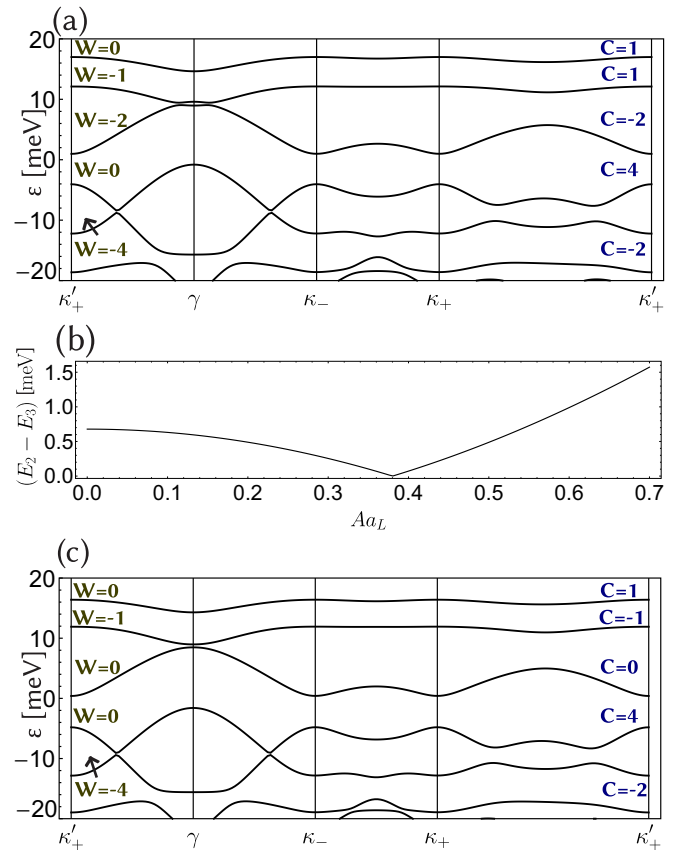 (a)
20
10
0
−10
−20
ε [meV]
W=0
W=-1
W=-2
W=0
W=-4
C=1
C=1
C=-2
C=4
C=-2
κ′₊ γ κ₋ κ₊ κ′₊
(b)
1.5
1.0
0.5
0.0
(E₂ − E₃) [meV]
0.0 0.1 0.2 0.3 0.4 0.5 0.6 0.7
Aa_L
(c)
20
10
0
−10
−20
ε [meV]
W=0
W=-1
W=0
W=0
W=-4
C=1
C=-1
C=0
C=4
C=-2
κ′₊ γ κ₋ κ₊ κ′₊